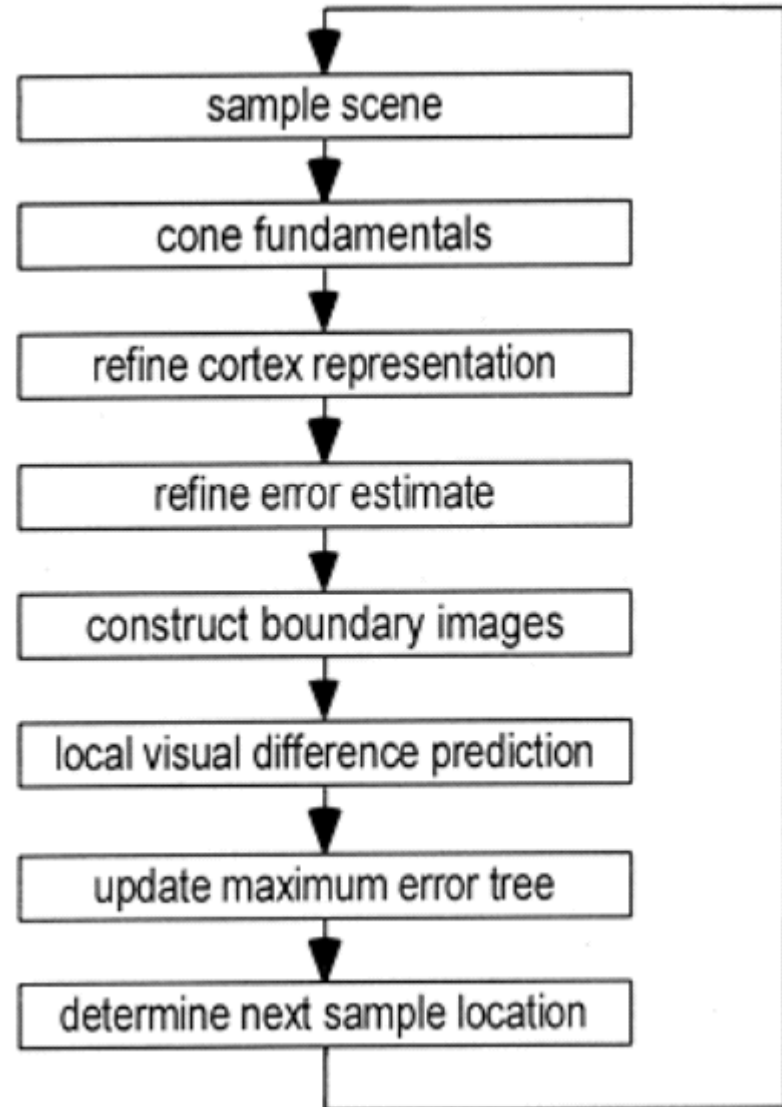 sample scene
cone fundamentals
refine cortex representation
refine error estimate
construct boundary images
local visual difference prediction
update maximum error tree
determine next sample location